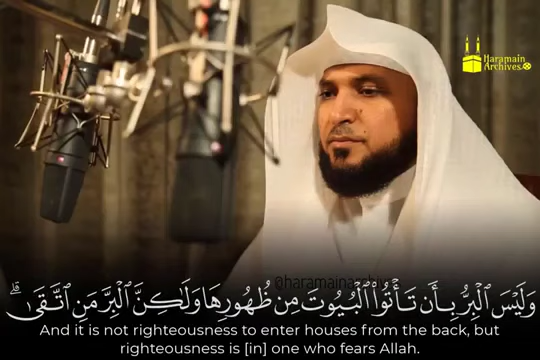 Haramain
Archives
@haramainarchives
وَلَيْسَ ٱلْبِرُّ بِأَن تَأْتُوا۟ ٱلْبُيُوتَ مِن ظُهُورِهَا وَلَـٰكِنَّ ٱلْبِرَّ مَنِ ٱتَّقَىٰ ۗ
And it is not righteousness to enter houses from the back, but
righteousness is [in] one who fears Allah.